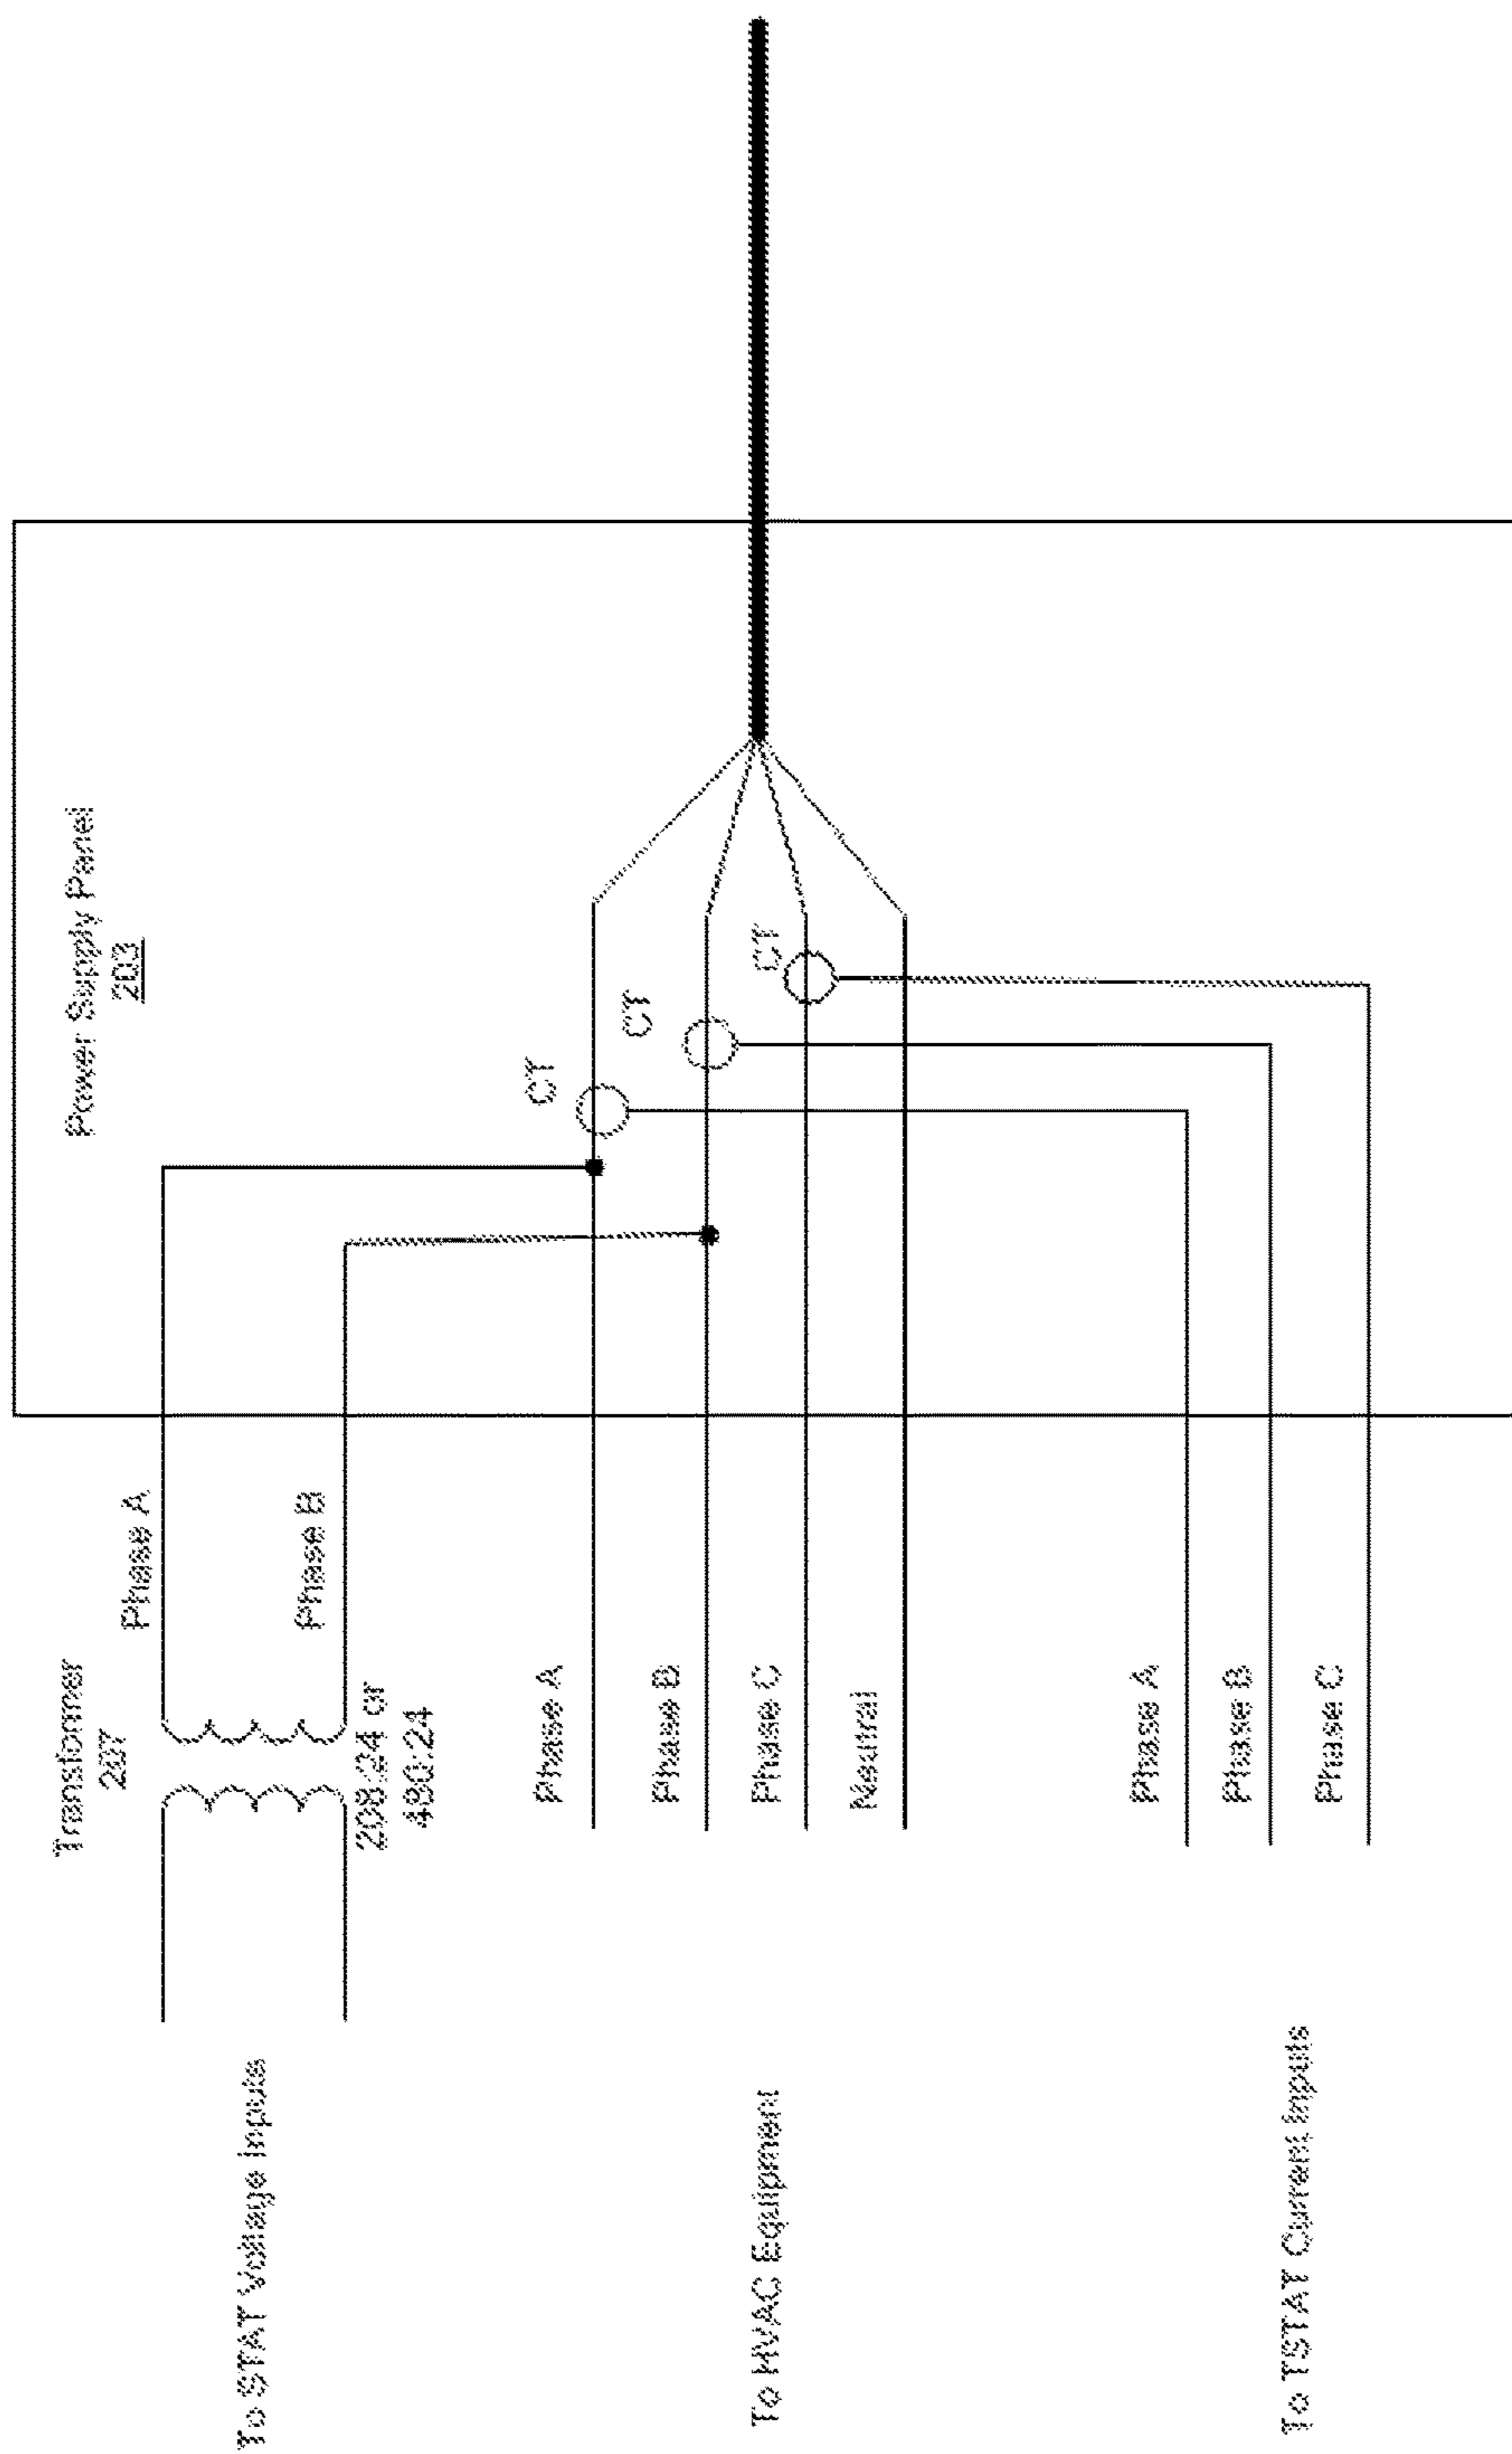 Power Supply Panel
203
Transformer
207
Phase A
Phase B
208:24 or
480:24
CT
CT
CT
Phase A
Phase B
Phase C
Neutral
Phase A
Phase B
Phase C
To STAT Voltage Inputs
To HVAC Equipment
To TSTAT Current Inputs